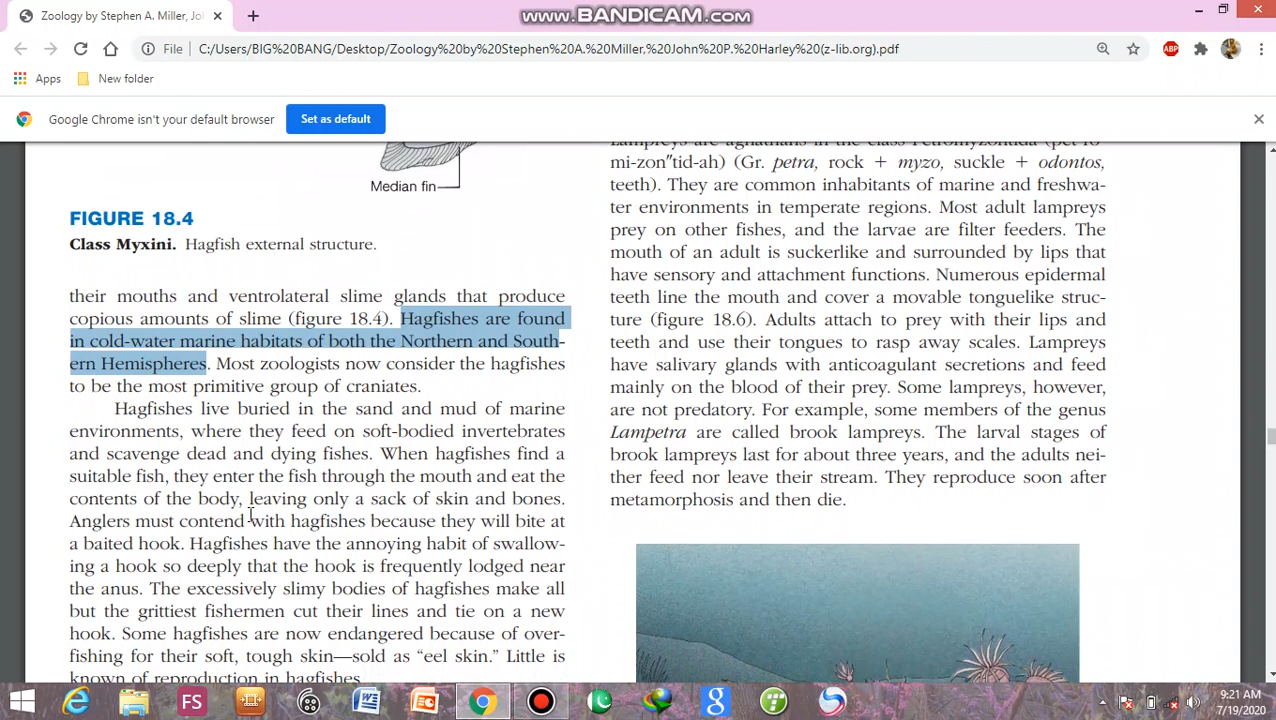 Zoology by Stephen A. Miller, Jo
www.BANDICAM.com
File
C:/Users/BIG%20BANG/Desktop/Zoology%20by%20Stephen%20A.%20Miller,%20John%20P.%20Harley%20(z-lib.org).pdf
ABP
Apps
New folder
Google Chrome isn't your default browser
Set as default
Median fin
FIGURE 18.4
Class Myxini. Hagfish external structure.
their mouths and ventrolateral slime glands that produce
copious amounts of slime (figure 18.4). Hagfishes are found
in cold-water marine habitats of both the Northern and South-
ern Hemispheres. Most zoologists now consider the hagfishes
to be the most primitive group of craniates.
Hagfishes live buried in the sand and mud of marine
environments, where they feed on soft-bodied invertebrates
and scavenge dead and dying fishes. When hagfishes find a
suitable fish, they enter the fish through the mouth and eat the
contents of the body, leaving only a sack of skin and bones.
Anglers must contend with hagfishes because they will bite at
a baited hook. Hagfishes have the annoying habit of swallow-
ing a hook so deeply that the hook is frequently lodged near
the anus. The excessively slimy bodies of hagfishes make all
but the grittiest fishermen cut their lines and tie on a new
hook. Some hagfishes are now endangered because of over-
fishing for their soft, tough skin—sold as “eel skin.” Little is
known of reproduction in hagfishes.
Lampreys are agnathans in the class Petromyzontida (pet-ro-
mi-zon″tid-ah) (Gr. petra, rock + myzo, suckle + odontos,
teeth). They are common inhabitants of marine and freshwa-
ter environments in temperate regions. Most adult lampreys
prey on other fishes, and the larvae are filter feeders. The
mouth of an adult is suckerlike and surrounded by lips that
have sensory and attachment functions. Numerous epidermal
teeth line the mouth and cover a movable tonguelike struc-
ture (figure 18.6). Adults attach to prey with their lips and
teeth and use their tongues to rasp away scales. Lampreys
have salivary glands with anticoagulant secretions and feed
mainly on the blood of their prey. Some lampreys, however,
are not predatory. For example, some members of the genus
Lampetra are called brook lampreys. The larval stages of
brook lampreys last for about three years, and the adults nei-
ther feed nor leave their stream. They reproduce soon after
metamorphosis and then die.
FS
9:21 AM
7/19/2020